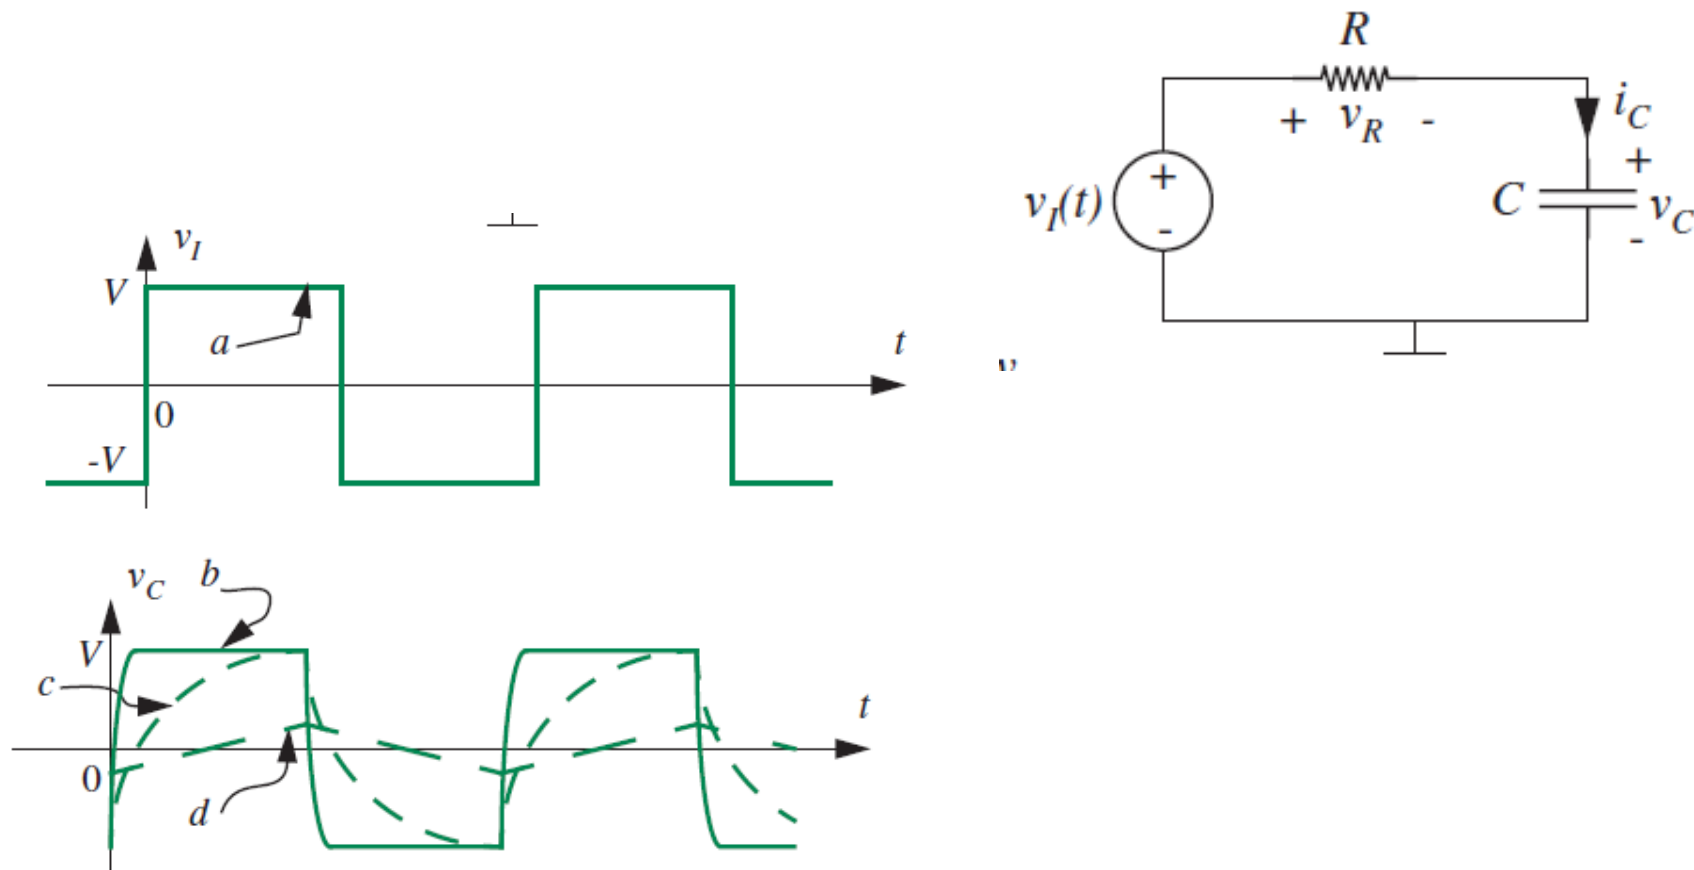 R
+ v_R -
i_C
+
v_I(t)
+
-
C
v_C
-
v_I
V
a
t
0
-V
v_C
b
V
c
t
0
d